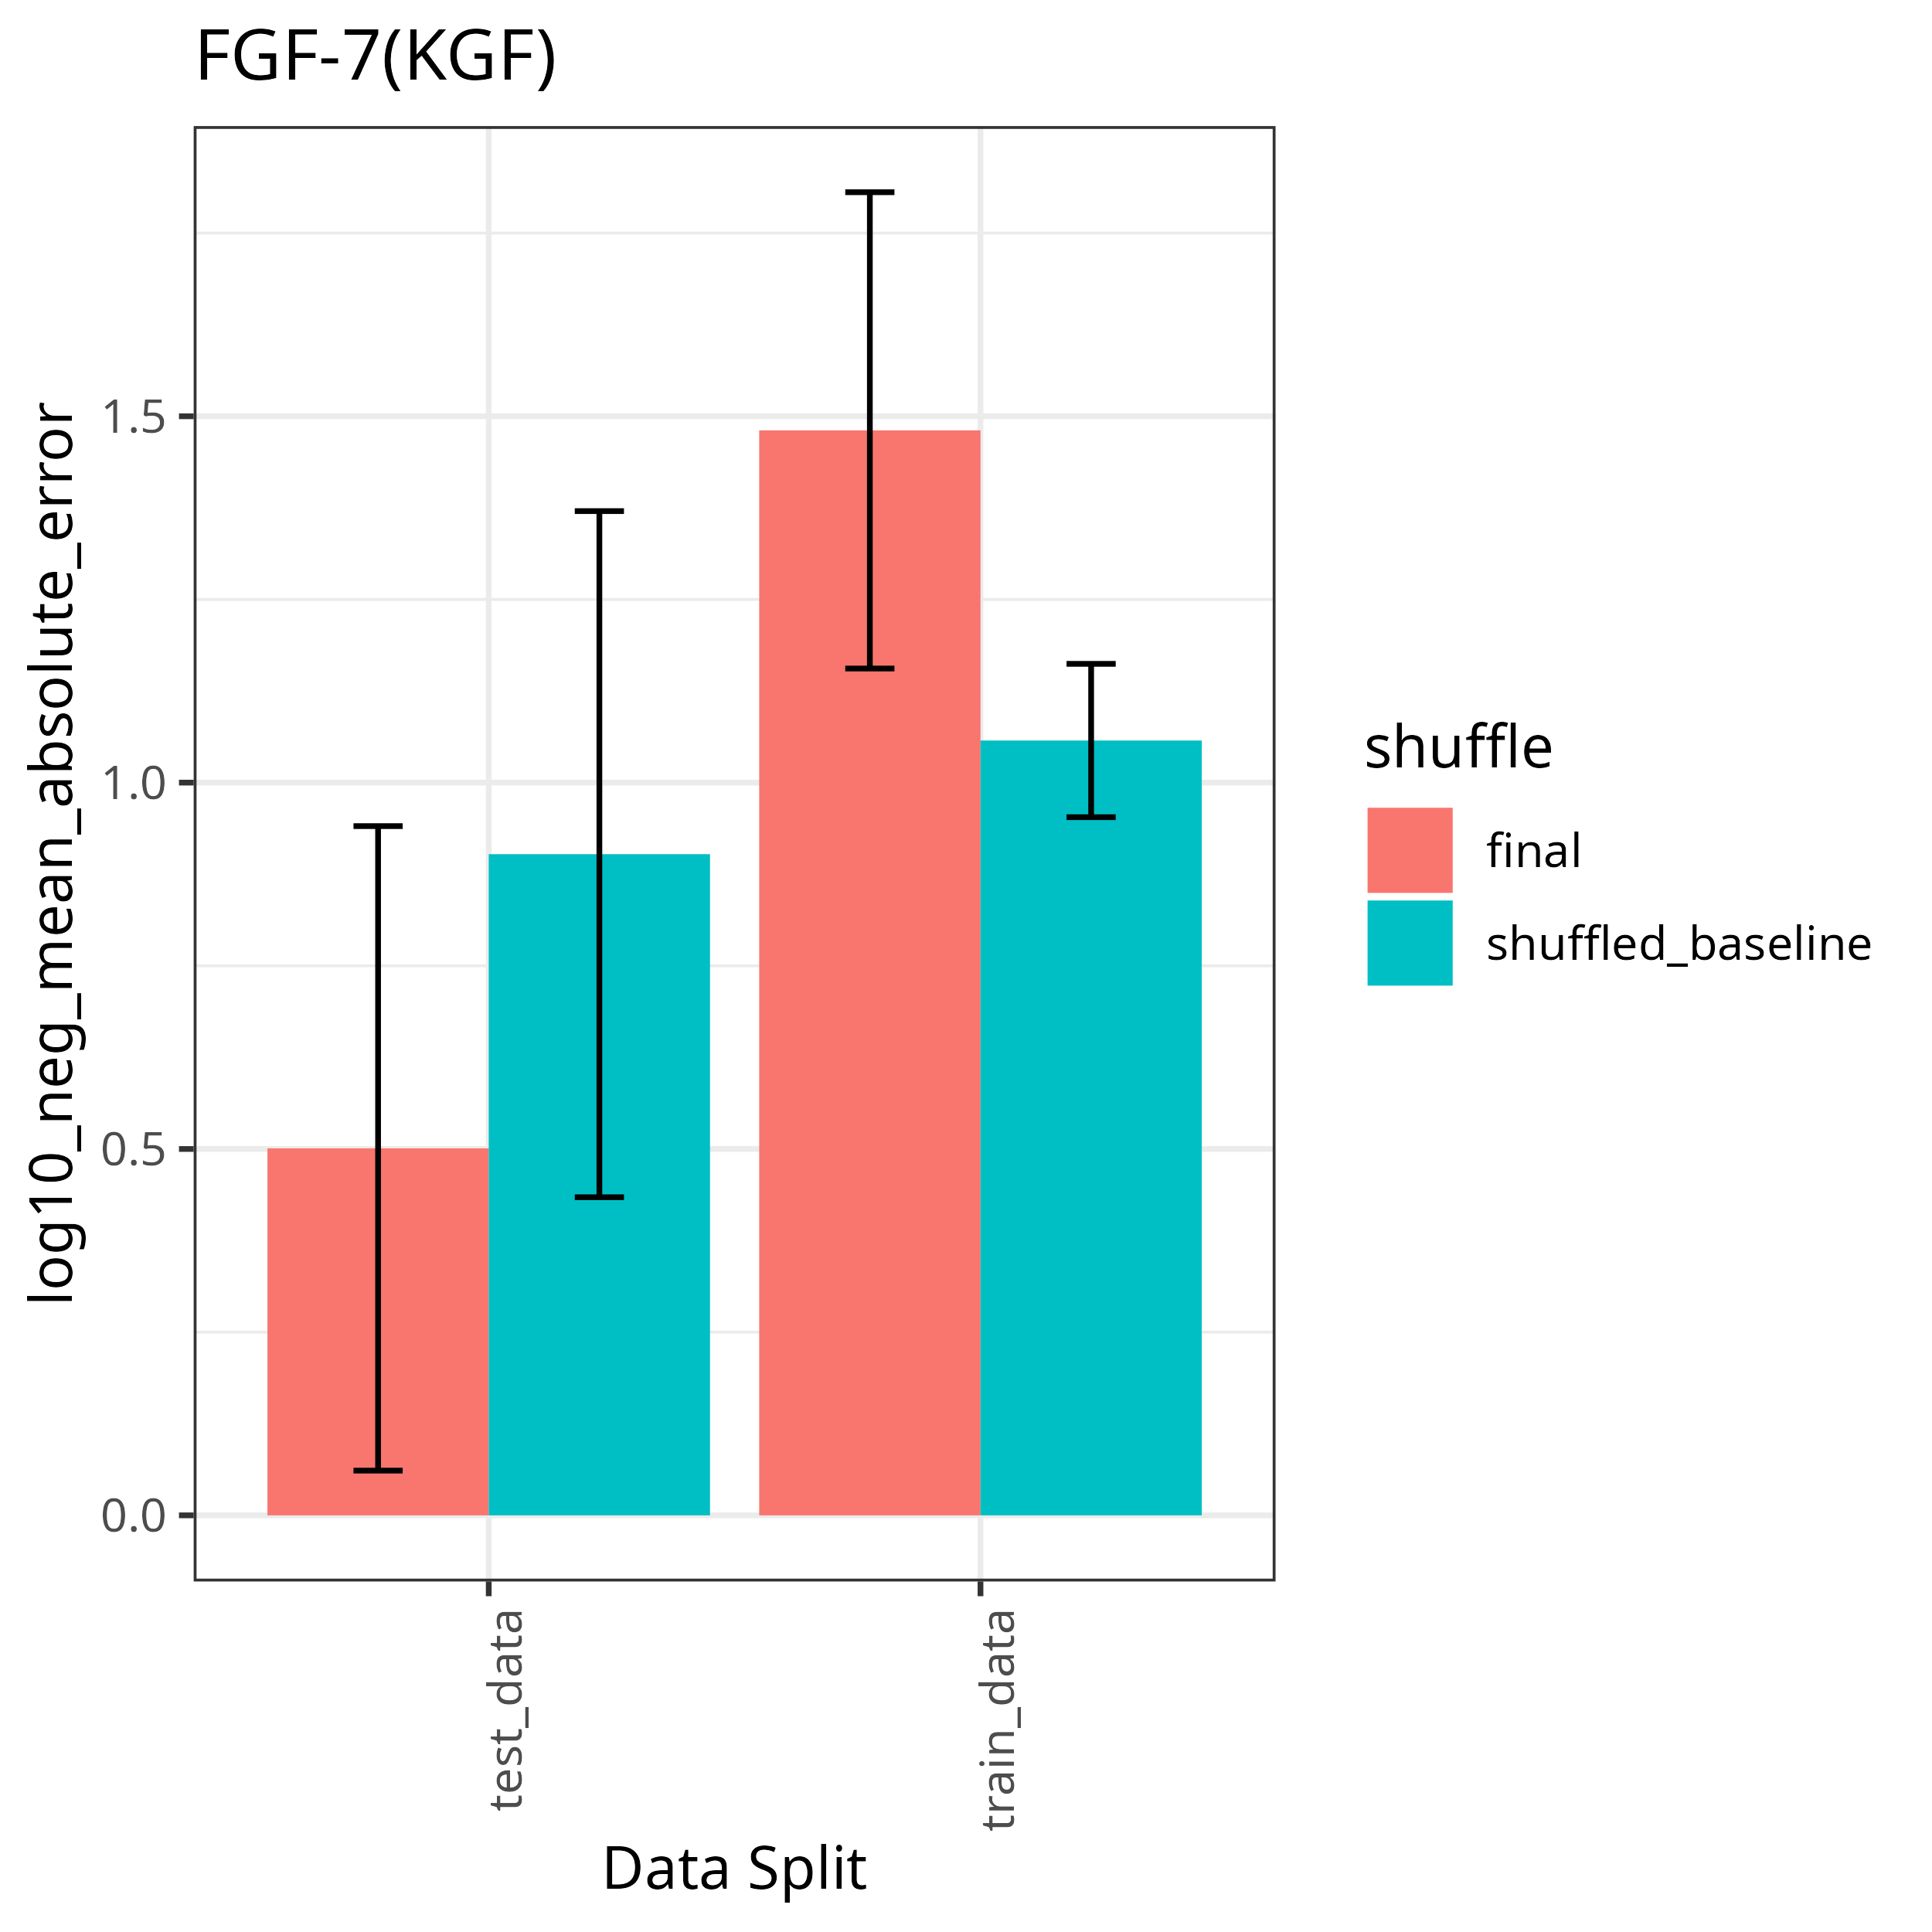 FGF-7(KGF)
log10_neg_mean_absolute_error
1.5
1.0
0.5
0.0
test_data
train_data
Data Split
shuffle
final
shuffled_baseline